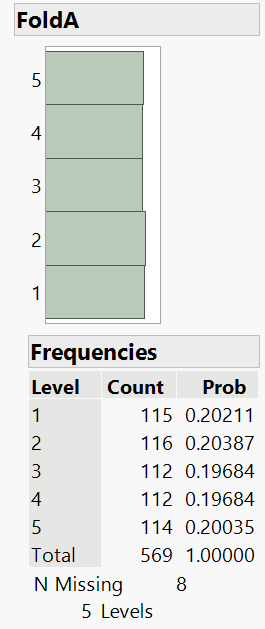 FoldA
5
4
3
2
1
Frequencies
Level Count Prob
1 115 0.20211
2 116 0.20387
3 112 0.19684
4 112 0.19684
5 114 0.20035
Total 569 1.00000
N Missing 8
5 Levels